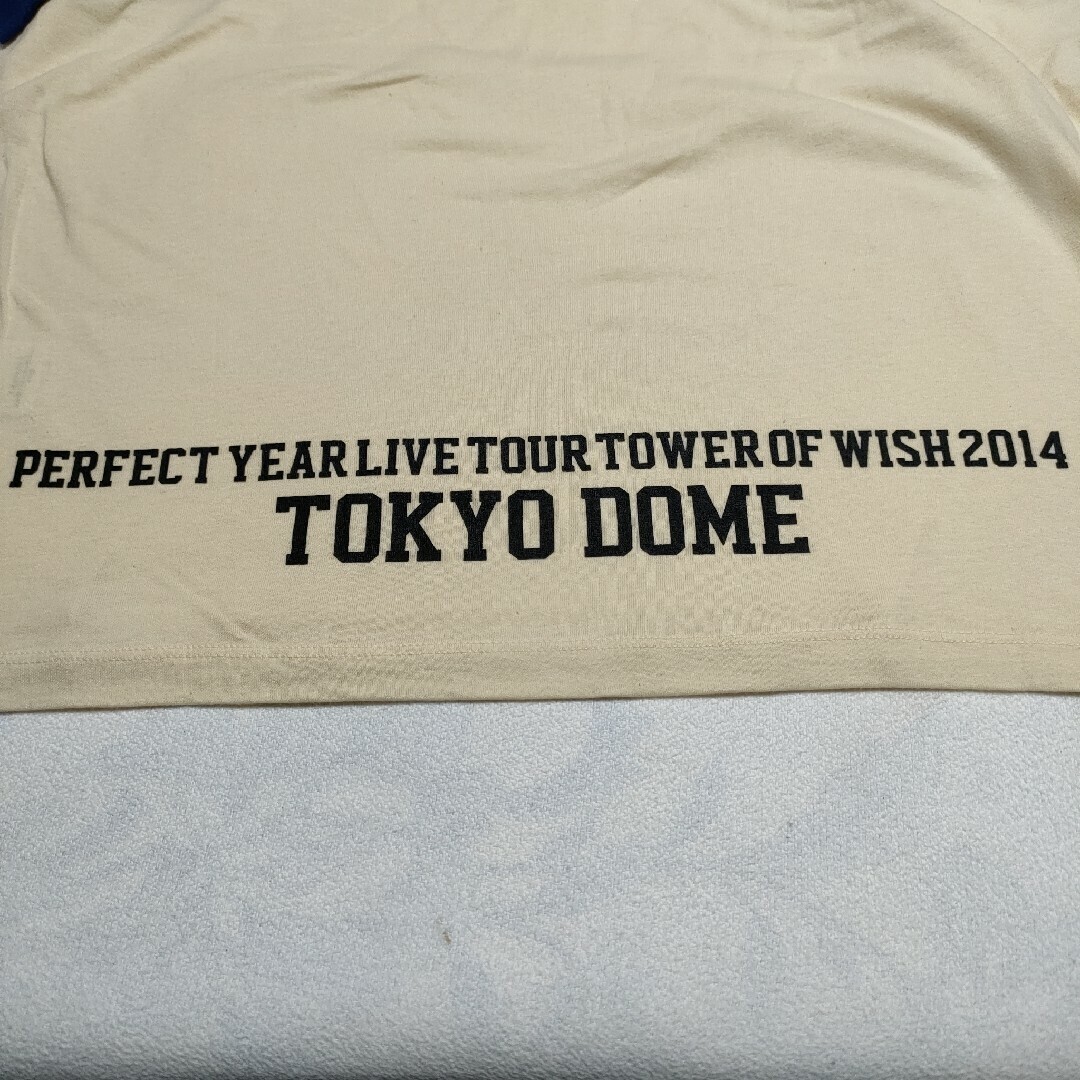 PERFECT YEAR LIVE TOUR TOWER OF WISH 2014
TOKYO DOME